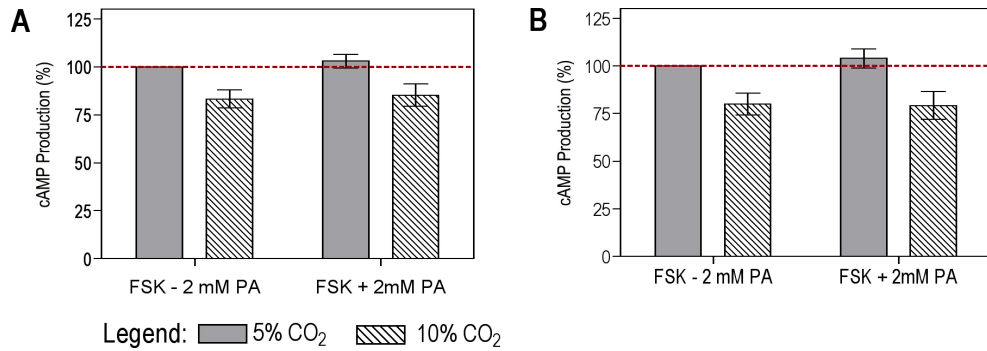 A
cAMP Production (%)
125
100
75
50
25
0
FSK - 2 mM PA
FSK + 2mM PA
B
cAMP Production (%)
125
100
75
50
25
0
FSK - 2 mM PA
FSK + 2mM PA
Legend: 5% CO₂ 10% CO₂